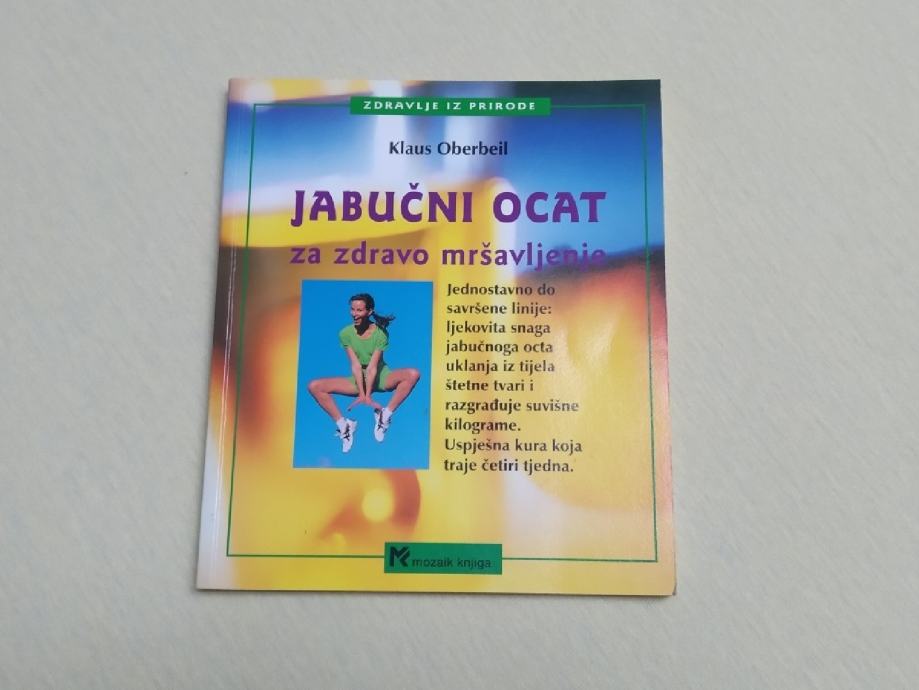 ZDRAVLJE IZ PRIRODE
Klaus Oberbeil
JABUČNI OCAT
za zdravo mršavljenje
Jednostavno do
savršene linije:
ljekovita snaga
jabučnoga octa
uklanja iz tijela
štetne tvari i
razgrađuje suvišne
kilograme.
Uspješna kura koja
traje četiri tjedna.
mozaik knjiga